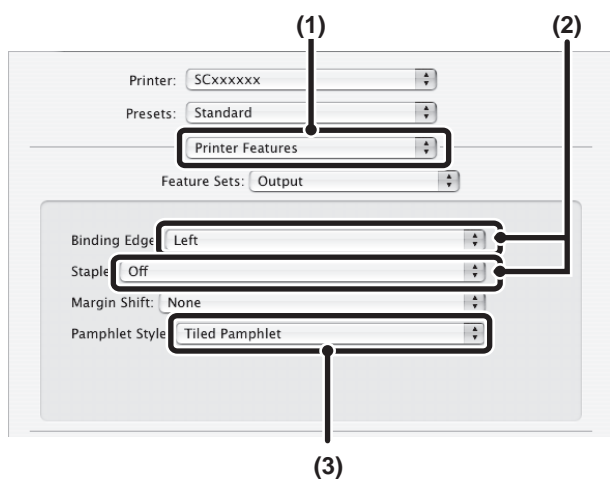 (1) (2)
Printer: SCxxxxxx
Presets: Standard
Printer Features
Feature Sets: Output
Binding Edge Left
Staple Off
Margin Shift: None
Pamphlet Style Tiled Pamphlet
(3)